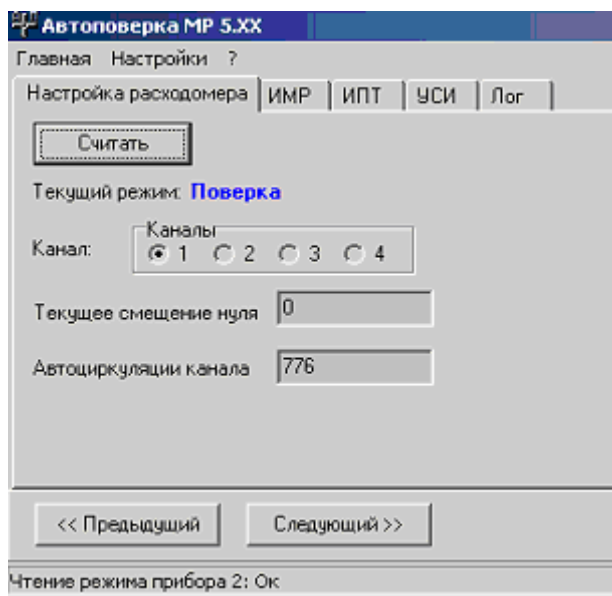 Автоповерка МР 5.XX
Главная Настройки ?
Настройка расходомера ИМР ИПТ УСИ Лог
Считать
Текущий режим: Поверка
Каналы
Канал: 1 2 3 4
Текущее смещение нуля 0
Автоциркуляции канала 776
<< Предыдущий Следующий >>
Чтение режима прибора 2: Ок